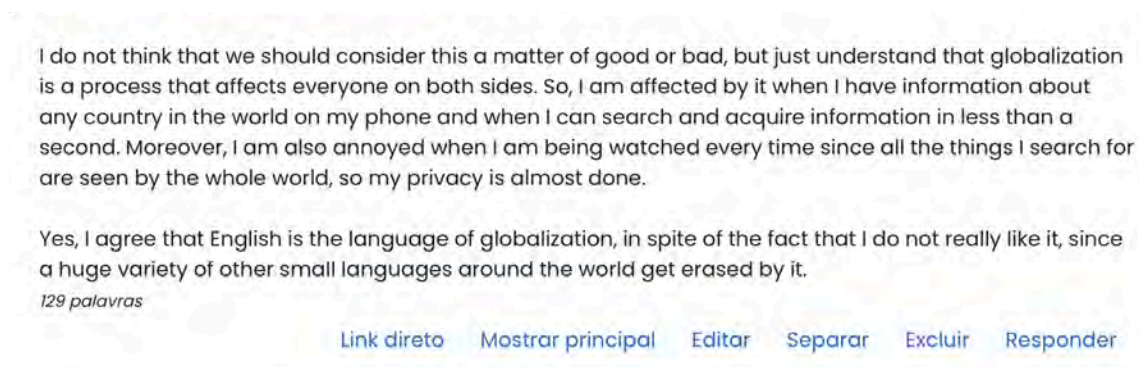 I do not think that we should consider this a matter of good or bad, but just understand that globalization
is a process that affects everyone on both sides. So, I am affected by it when I have information about
any country in the world on my phone and when I can search and acquire information in less than a
second. Moreover, I am also annoyed when I am being watched every time since all the things I search for
are seen by the whole world, so my privacy is almost done.
Yes, I agree that English is the language of globalization, in spite of the fact that I do not really like it, since
a huge variety of other small languages around the world get erased by it.
129 palavras
Link direto Mostrar principal Editar Separar Excluir Responder